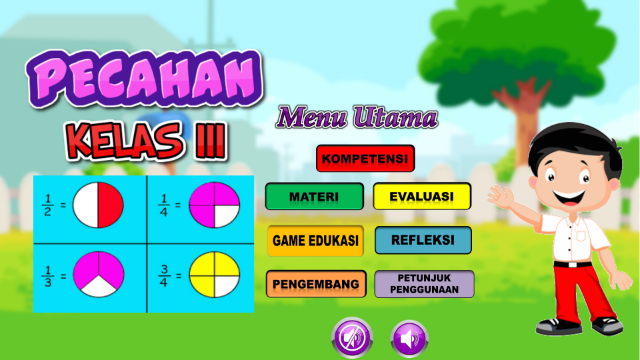 PECAHAN
KELAS III
Menu Utama
KOMPETENSI
MATERI
EVALUASI
GAME EDUKASI
REFLEKSI
PENGEMBANG
PETUNJUK
PENGGUNAAN
1/2 =
1/4 =
1/3 =
3/4 =